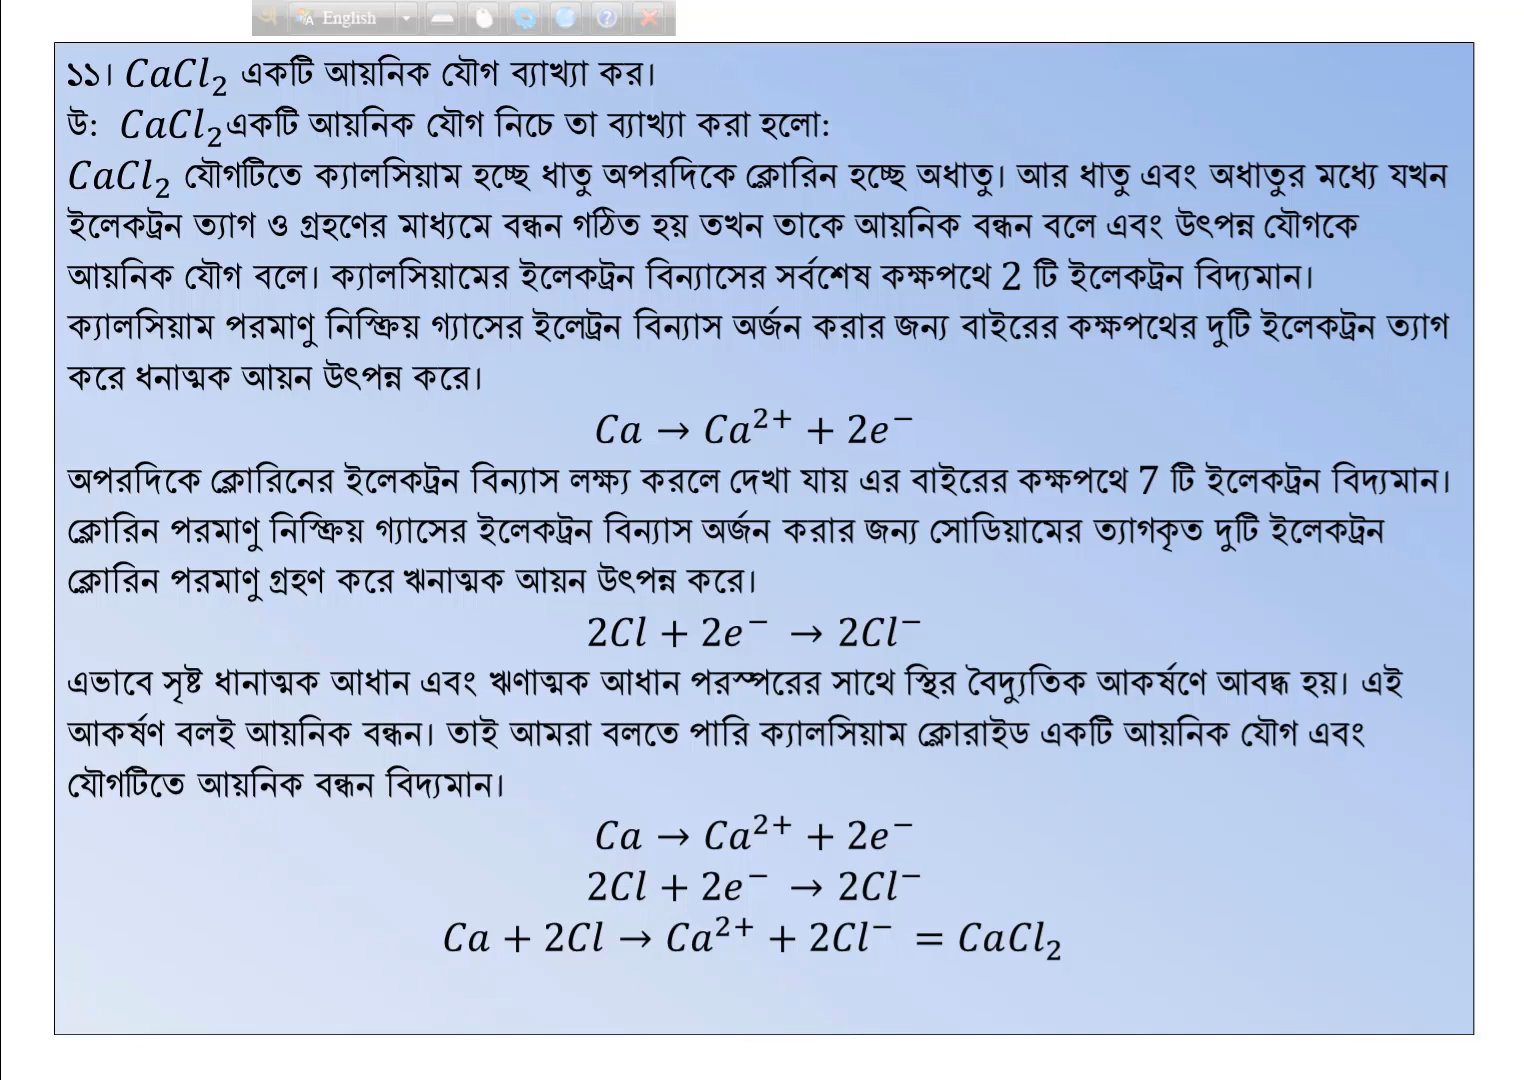 English
১১। CaCl₂ একটি আয়নিক যৌগ ব্যাখ্যা কর।
উ: CaCl₂একটি আয়নিক যৌগ নিচে তা ব্যাখ্যা করা হলো:
CaCl₂ যৌগটিতে ক্যালসিয়াম হচ্ছে ধাতু অপরদিকে ক্লোরিন হচ্ছে অধাতু। আর ধাতু এবং অধাতুর মধ্যে যখন
ইলেকট্রন ত্যাগ ও গ্রহণের মাধ্যমে বন্ধন গঠিত হয় তখন তাকে আয়নিক বন্ধন বলে এবং উৎপন্ন যৌগকে
আয়নিক যৌগ বলে। ক্যালসিয়ামের ইলেকট্রন বিন্যাসের সর্বশেষ কক্ষপথে 2 টি ইলেকট্রন বিদ্যমান।
ক্যালসিয়াম পরমাণু নিস্ক্রিয় গ্যাসের ইলেট্রন বিন্যাস অর্জন করার জন্য বাইরের কক্ষপথের দুটি ইলেকট্রন ত্যাগ
করে ধনাত্মক আয়ন উৎপন্ন করে।
Ca → Ca²⁺ + 2e⁻
অপরদিকে ক্লোরিনের ইলেকট্রন বিন্যাস লক্ষ্য করলে দেখা যায় এর বাইরের কক্ষপথে 7 টি ইলেকট্রন বিদ্যমান।
ক্লোরিন পরমাণু নিস্ক্রিয় গ্যাসের ইলেকট্রন বিন্যাস অর্জন করার জন্য সোডিয়ামের ত্যাগকৃত দুটি ইলেকট্রন
ক্লোরিন পরমাণু গ্রহণ করে ঋনাত্মক আয়ন উৎপন্ন করে।
2Cl + 2e⁻ → 2Cl⁻
এভাবে সৃষ্ট ধানাত্মক আধান এবং ঋণাত্মক আধান পরস্পরের সাথে স্থির বৈদ্যুতিক আকর্ষণে আবদ্ধ হয়। এই
আকর্ষণ বলই আয়নিক বন্ধন। তাই আমরা বলতে পারি ক্যালসিয়াম ক্লোরাইড একটি আয়নিক যৌগ এবং
যৌগটিতে আয়নিক বন্ধন বিদ্যমান।
Ca → Ca²⁺ + 2e⁻
2Cl + 2e⁻ → 2Cl⁻
Ca + 2Cl → Ca²⁺ + 2Cl⁻ = CaCl₂